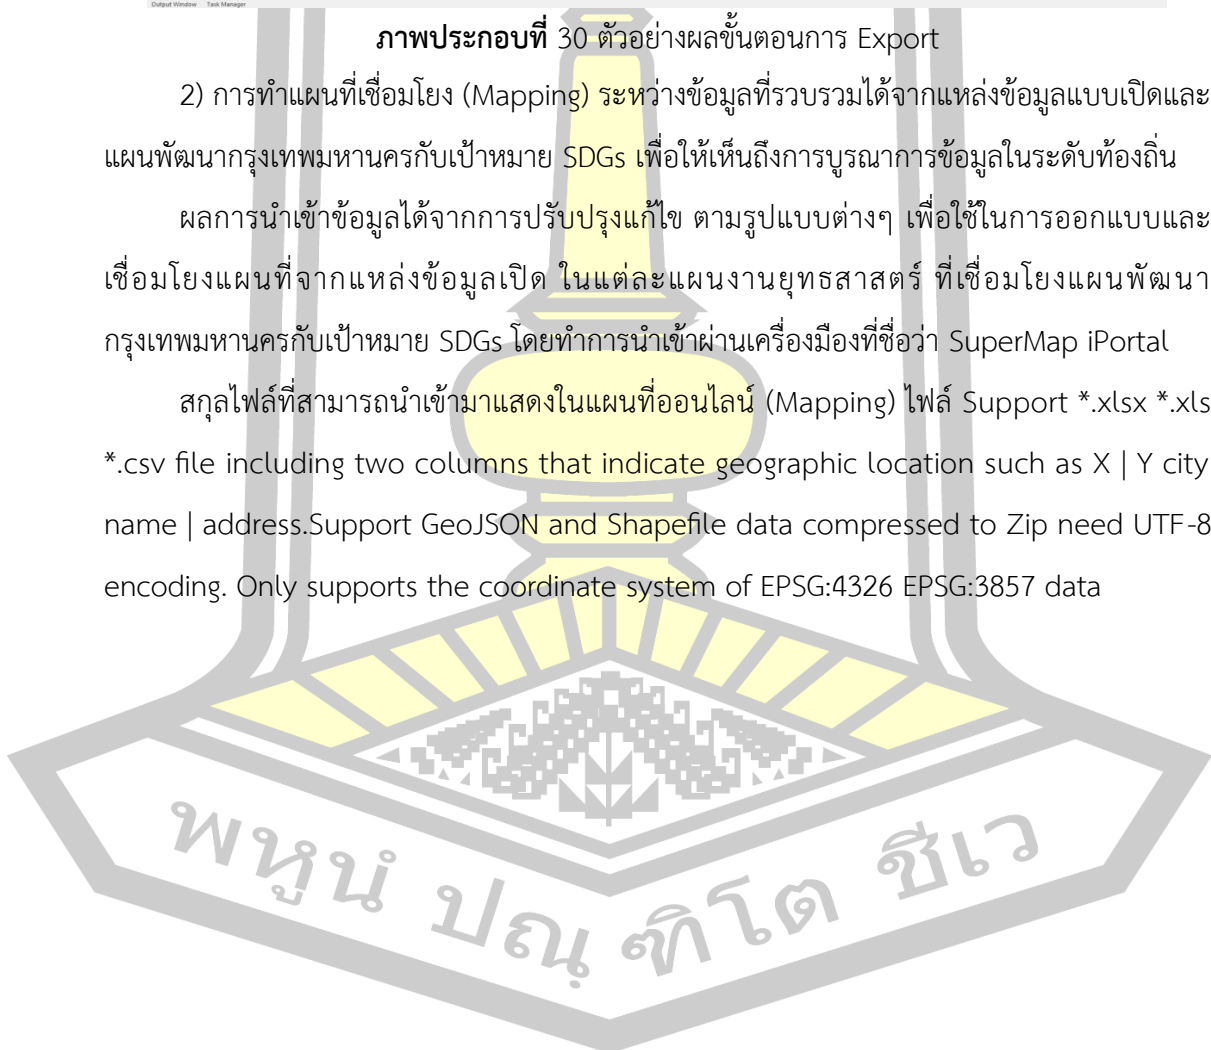 Output Window Task Manager
ภาพประกอบที่ 30 ตัวอย่างผลขั้นตอนการ Export
2) การทำแผนที่เชื่อมโยง (Mapping) ระหว่างข้อมูลที่รวบรวมได้จากแหล่งข้อมูลแบบเปิดและ
แผนพัฒนากรุงเทพมหานครกับเป้าหมาย SDGs เพื่อให้เห็นถึงการบูรณาการข้อมูลในระดับท้องถิ่น
ผลการนำเข้าข้อมูลได้จากการปรับปรุงแก้ไข ตามรูปแบบต่างๆ เพื่อใช้ในการออกแบบและ
เชื่อมโยงแผนที่จากแหล่งข้อมูลเปิด ในแต่ละแผนงานยุทธสาสตร์ ที่เชื่อมโยงแผนพัฒนา
กรุงเทพมหานครกับเป้าหมาย SDGs โดยทำการนำเข้าผ่านเครื่องมืองที่ชื่อว่า SuperMap iPortal
สกุลไฟล์ที่สามารถนำเข้ามาแสดงในแผนที่ออนไลน์ (Mapping) ไฟล์ Support *.xlsx *.xls
*.csv file including two columns that indicate geographic location such as X | Y city
name | address.Support GeoJSON and Shapefile data compressed to Zip need UTF-8
encoding. Only supports the coordinate system of EPSG:4326 EPSG:3857 data
พหูนํ ปณฺฑิโต ชีเว